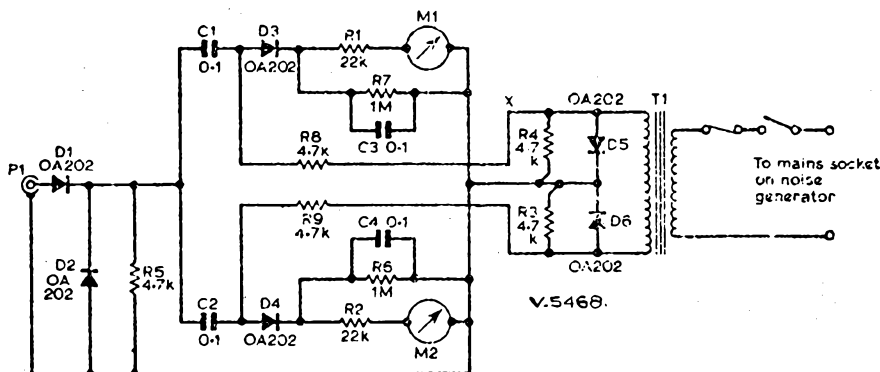 M1
C1
D3
R1
0·1
OA202
22k
R7
1M
C3 0·1
X
OA202
T1
R8
4.7k
R4
4.7
k
D5
P1
D1
OA202
To mains socket
on noise
generator
R9
4.7k
C4
0·1
R3
4.7
k
D6
OA202
D2
OA
202
R5
4.7k
R6
1M
C2
0·1
D4
OA202
R2
22k
M2
V.5468.